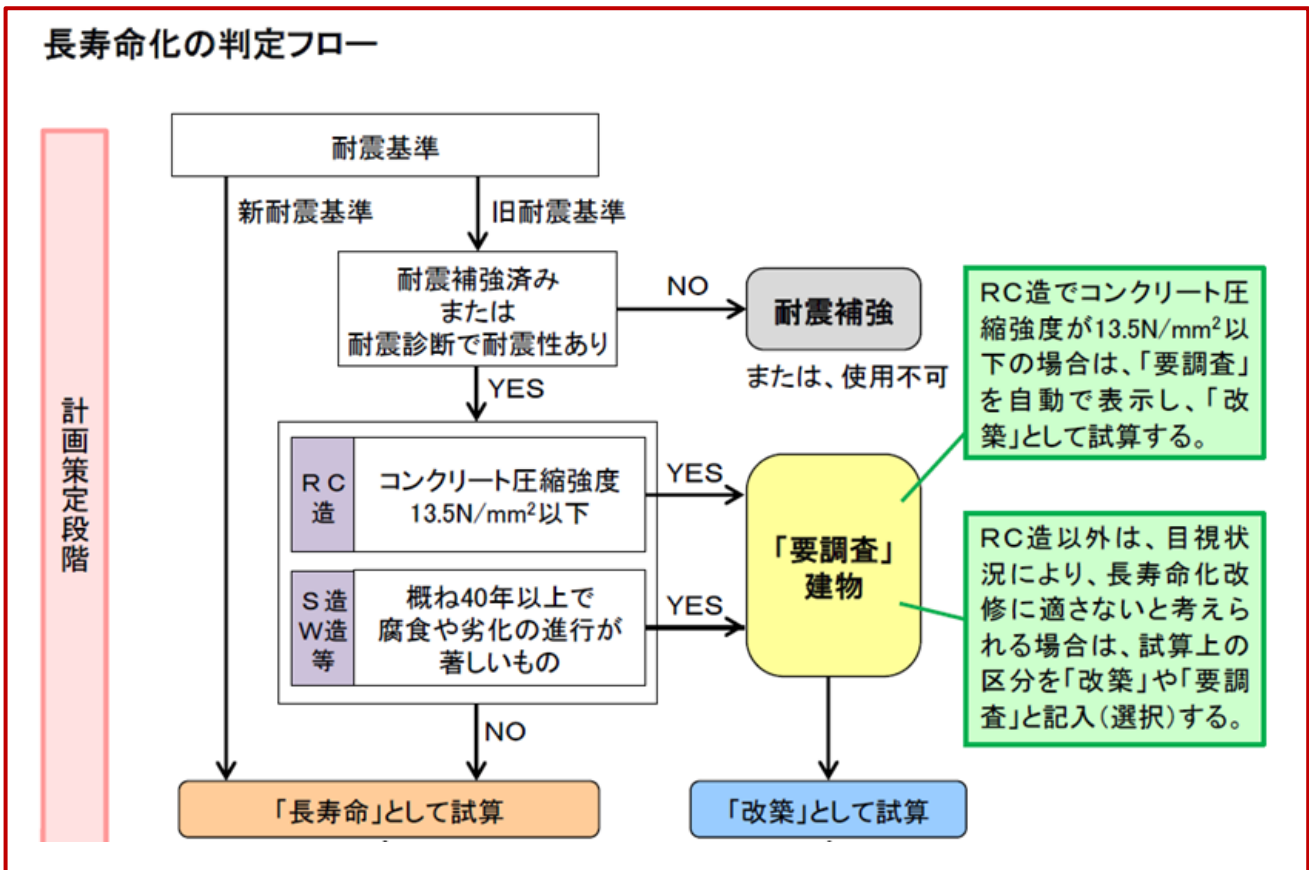 長寿命化の判定フロー
計画策定段階
耐震基準
新耐震基準
旧耐震基準
耐震補強済み
または
耐震診断で耐震性あり
NO
耐震補強
または、使用不可
YES
RC
造
コンクリート圧縮強度
13.5N/mm²以下
YES
S造
W造
等
概ね40年以上で
腐食や劣化の進行が
著しいもの
YES
「要調査」
建物
NO
「長寿命」として試算
「改築」として試算
RC造でコンクリート圧
縮強度が13.5N/mm²以
下の場合は、「要調査」
を自動で表示し、「改
築」として試算する。
RC造以外は、目視状
況により、長寿命化改
修に適さないと考えら
れる場合は、試算上の
区分を「改築」や「要調
査」と記入(選択)する。